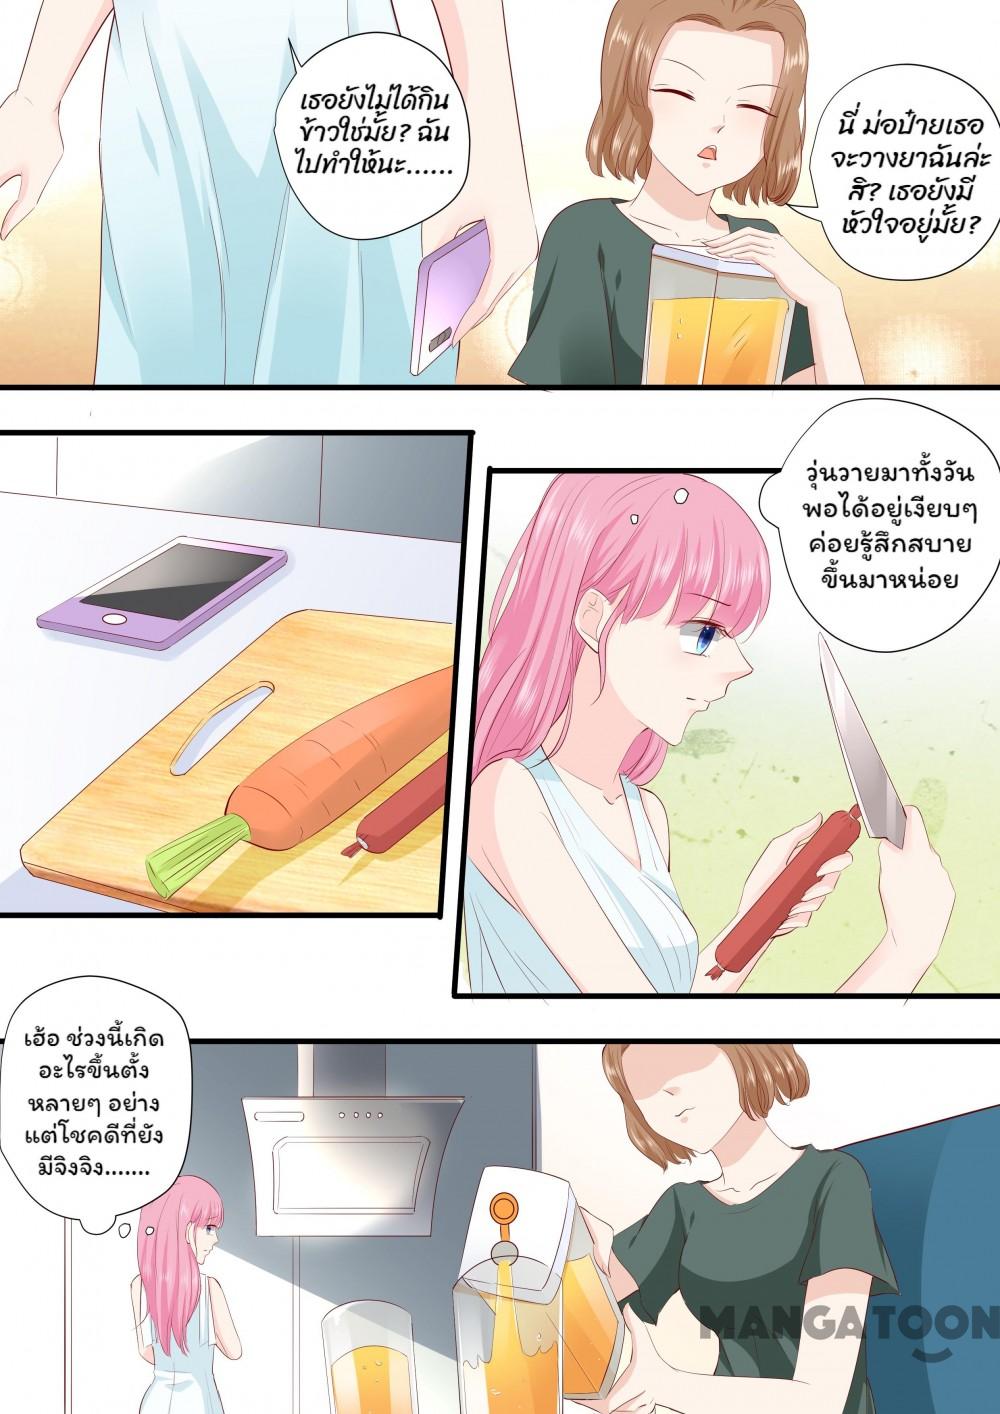 เธอยังไม่ได้กิน
ข้าวใช่มั้ย? ฉัน
ไปทำให้นะ......
นี่ ม่อป๋ายเธอ
จะวางยาฉันล่ะ
สิ? เธอยังมี
หัวใจอยู่มั้ย?
วุ่นวายมาทั้งวัน
พอได้อยู่เงียบๆ
ค่อยรู้สึกสบาย
ขึ้นมาหน่อย
เฮ้อ ช่วงนี้เกิด
อะไรขึ้นตั้ง
หลายๆ อย่าง
แต่โชคดีที่ยัง
มีจิงจิง.......
MANGATOON